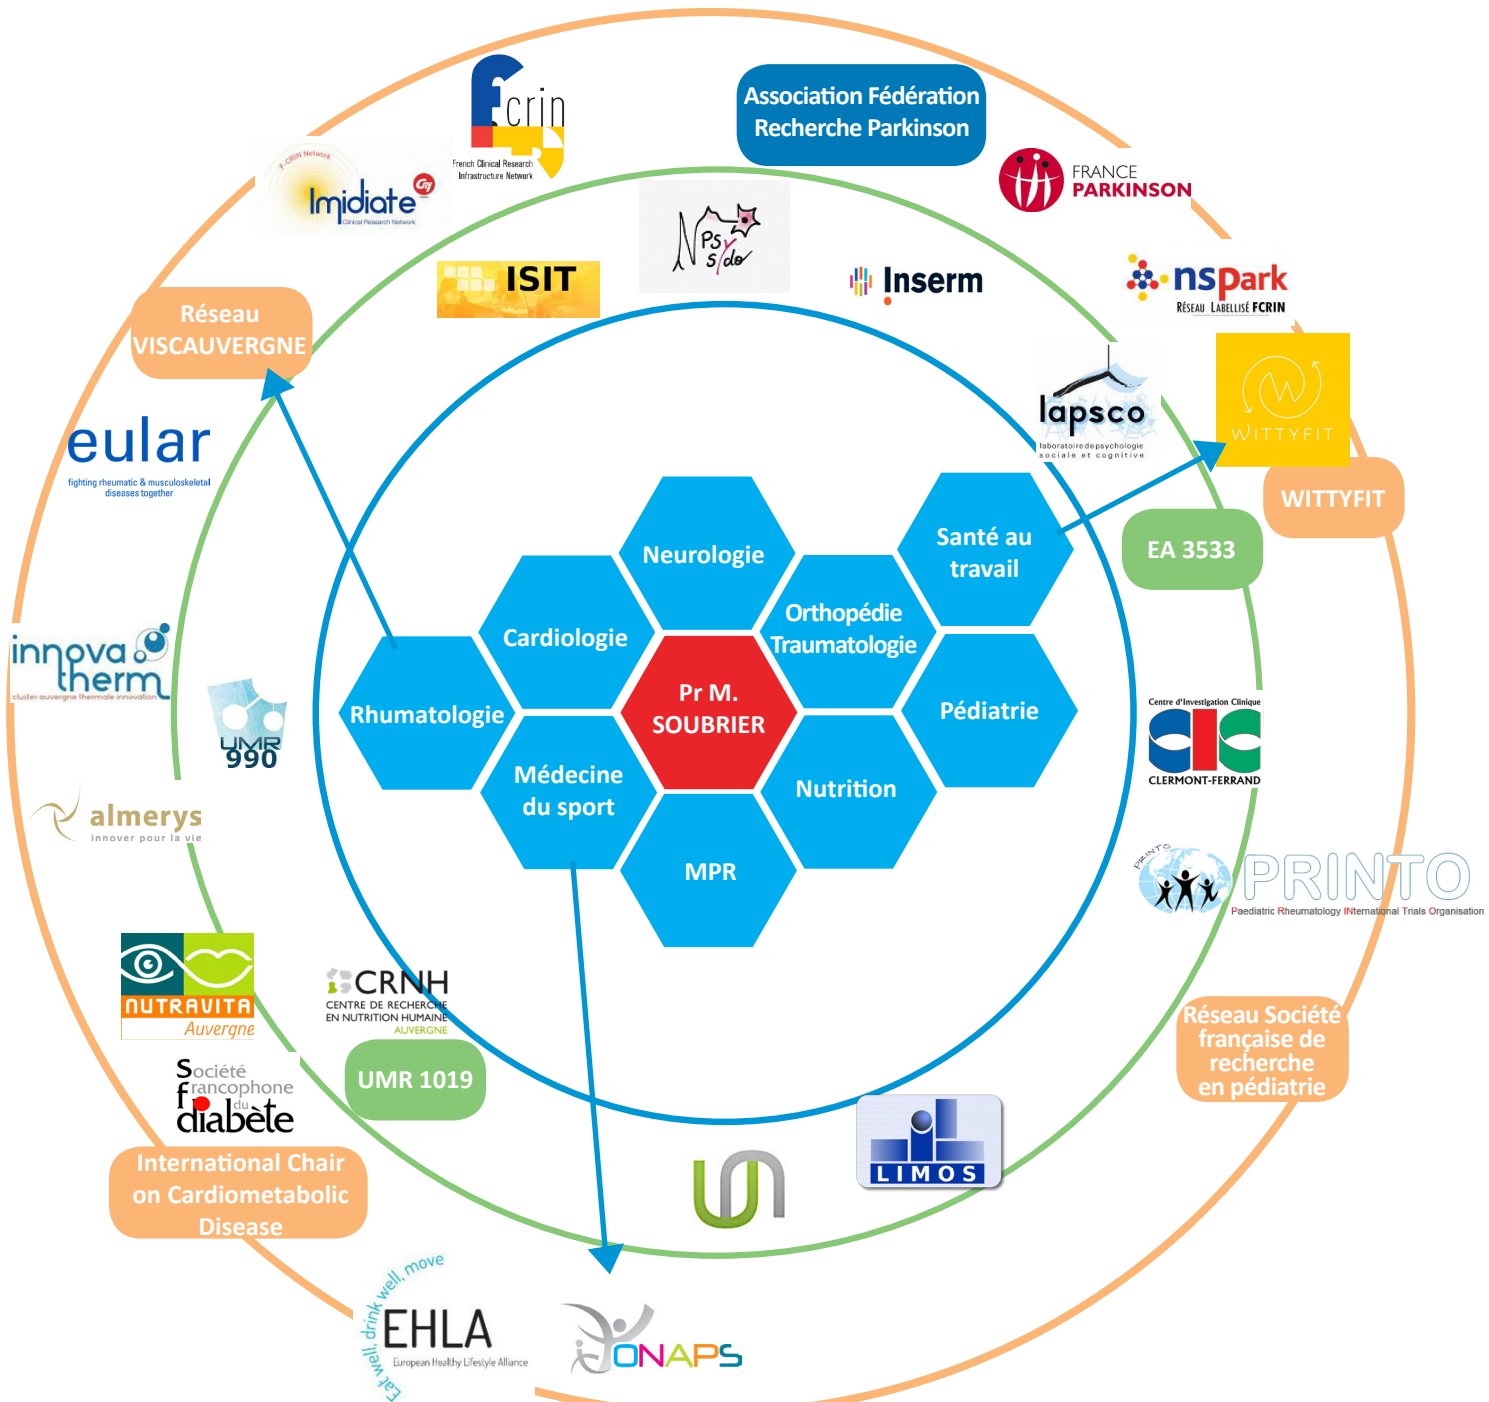 F-crin
French Clinical Research
Infrastructure Network
Association Fédération
Recherche Parkinson
F-CRIN Network
Imidiate
Clinical Research Network
FRANCE
PARKINSON
NPsy
Sydo
ISIT
Inserm
nsPark
RÉSEAU LABELLISÉ FCRIN
Réseau
VISCAUVERGNE
lapsco
laboratoire de psychologie
sociale et cognitive
W
WITTYFIT
WITTYFIT
eular
fighting rheumatic & musculoskeletal
diseases together
EA 3533
Neurologie
Santé au
travail
Cardiologie
Orthopédie
Traumatologie
Rhumatologie
Pr M.
SOUBRIER
Pédiatrie
Médecine
du sport
Nutrition
MPR
innova
therm
cluster auvergne thermale innovation
UMR
990
Centre d'Investigation Clinique
CIC
CLERMONT-FERRAND
almerys
innover pour la vie
PRINTO
PRINTO
Paediatric Rheumatology INternational Trials Organisation
NUTRAVITA
Auvergne
CRNH
CENTRE DE RECHERCHE
EN NUTRITION HUMAINE
AUVERGNE
Réseau Société
française de
recherche
en pédiatrie
Société
francophone
du
diabète
UMR 1019
LIMOS
International Chair
on Cardiometabolic
Disease
Eat well, drink well, move
EHLA
European Healthy Lifestyle Alliance
ONAPS